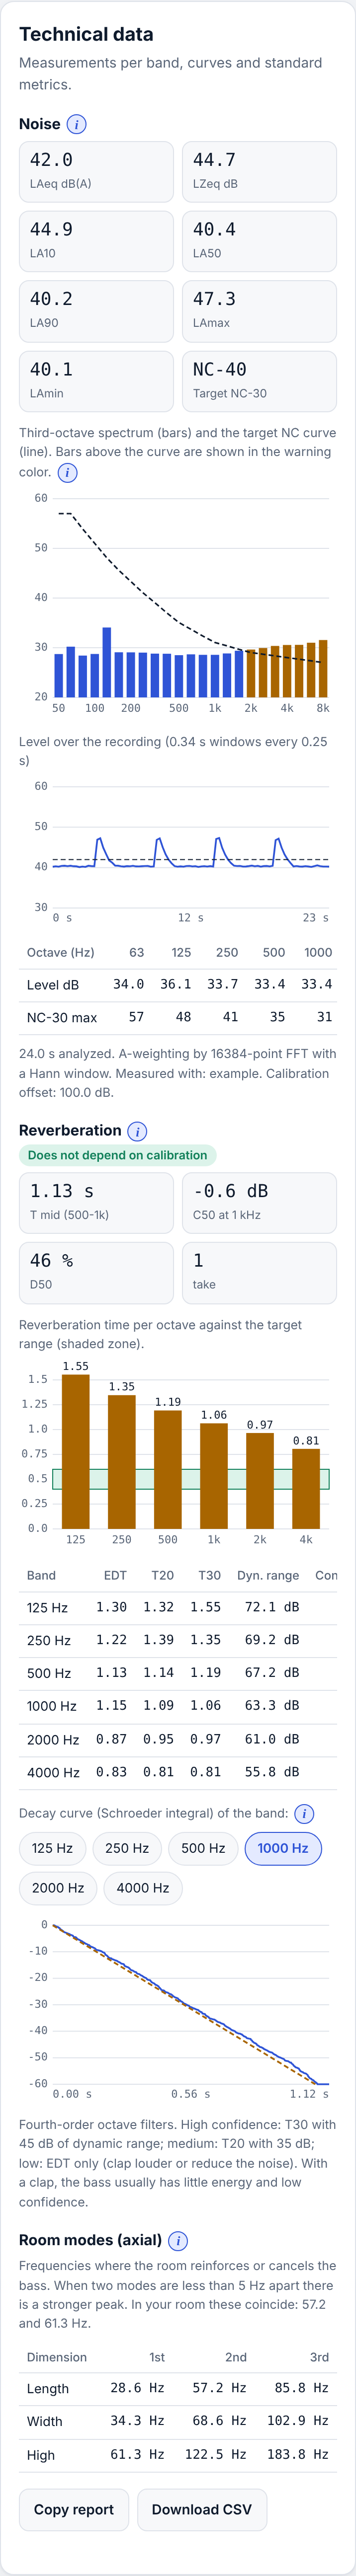 Technical data
Measurements per band, curves and standard
metrics.
Noise i
42.0
LAeq dB(A)
44.7
LZeq dB
44.9
LA10
40.4
LA50
40.2
LA90
47.3
LAmax
40.1
LAmin
NC-40
Target NC-30
Third-octave spectrum (bars) and the target NC curve
(line). Bars above the curve are shown in the warning
color. i
60
50
40
30
20
50 100 200 500 1k 2k 4k 8k
Level over the recording (0.34 s windows every 0.25
s)
60
50
40
30
0 s 12 s 23 s
Octave (Hz) 63 125 250 500 1000
Level dB 34.0 36.1 33.7 33.4 33.4
NC-30 max 57 48 41 35 31
24.0 s analyzed. A-weighting by 16384-point FFT with
a Hann window. Measured with: example. Calibration
offset: 100.0 dB.
Reverberation i
Does not depend on calibration
1.13 s
T mid (500-1k)
-0.6 dB
C50 at 1 kHz
46 %
D50
1
take
Reverberation time per octave against the target
range (shaded zone).
1.55
1.35
1.19
1.06
0.97
0.81
1.5
1.25
1.0
0.75
0.5
0.25
0.0
125 250 500 1k 2k 4k
Band EDT T20 T30 Dyn. range Con
125 Hz 1.30 1.32 1.55 72.1 dB
250 Hz 1.22 1.39 1.35 69.2 dB
500 Hz 1.13 1.14 1.19 67.2 dB
1000 Hz 1.15 1.09 1.06 63.3 dB
2000 Hz 0.87 0.95 0.97 61.0 dB
4000 Hz 0.83 0.81 0.81 55.8 dB
Decay curve (Schroeder integral) of the band: i
125 Hz 250 Hz 500 Hz 1000 Hz
2000 Hz 4000 Hz
0
-10
-20
-30
-40
-50
-60
0.00 s 0.56 s 1.12 s
Fourth-order octave filters. High confidence: T30 with
45 dB of dynamic range; medium: T20 with 35 dB;
low: EDT only (clap louder or reduce the noise). With
a clap, the bass usually has little energy and low
confidence.
Room modes (axial) i
Frequencies where the room reinforces or cancels the
bass. When two modes are less than 5 Hz apart there
is a stronger peak. In your room these coincide: 57.2
and 61.3 Hz.
Dimension 1st 2nd 3rd
Length 28.6 Hz 57.2 Hz 85.8 Hz
Width 34.3 Hz 68.6 Hz 102.9 Hz
High 61.3 Hz 122.5 Hz 183.8 Hz
Copy report Download CSV